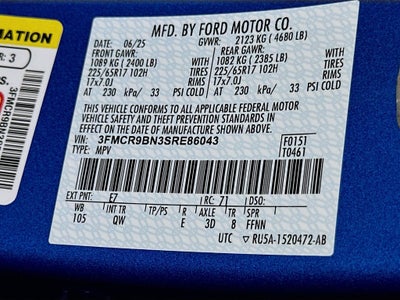 MATION
R: 3
S.
3FMCR9BN3
MFD. BY FORD MOTOR CO.
DATE: 06/25 GVWR: 2123 KG ( 4680 LB)
FRONT GAWR: REAR GAWR:
1089 KG ( 2400 LB) WITH 1082 KG ( 2385 LB) WITH
225/65R17 102H TIRES 225/65R17 102H TIRES
17x7.0J RIMS 17x7.0J RIMS
AT 230 kPA/ 33 PSI COLD AT 230 kPA/ 33 PSI COLD
THIS VEHICLE CONFORMS TO ALL APPLICABLE FEDERAL MOTOR
VEHICLE SAFETY AND THEFT PREVENTION STANDARDS IN EFFECT ON
THE DATE OF MANUFACTURE SHOWN ABOVE.
VIN: 3FMCR9BN3SRE86043 F0151
TYPE: MPV T0461
EXT PNT: E7 RC: 71 DSO:
WB INT TR TP/PS R AXLE TR SPR
105 QW E 3D 8 FFNN
UTC ▽ RU5A-1520472-AB